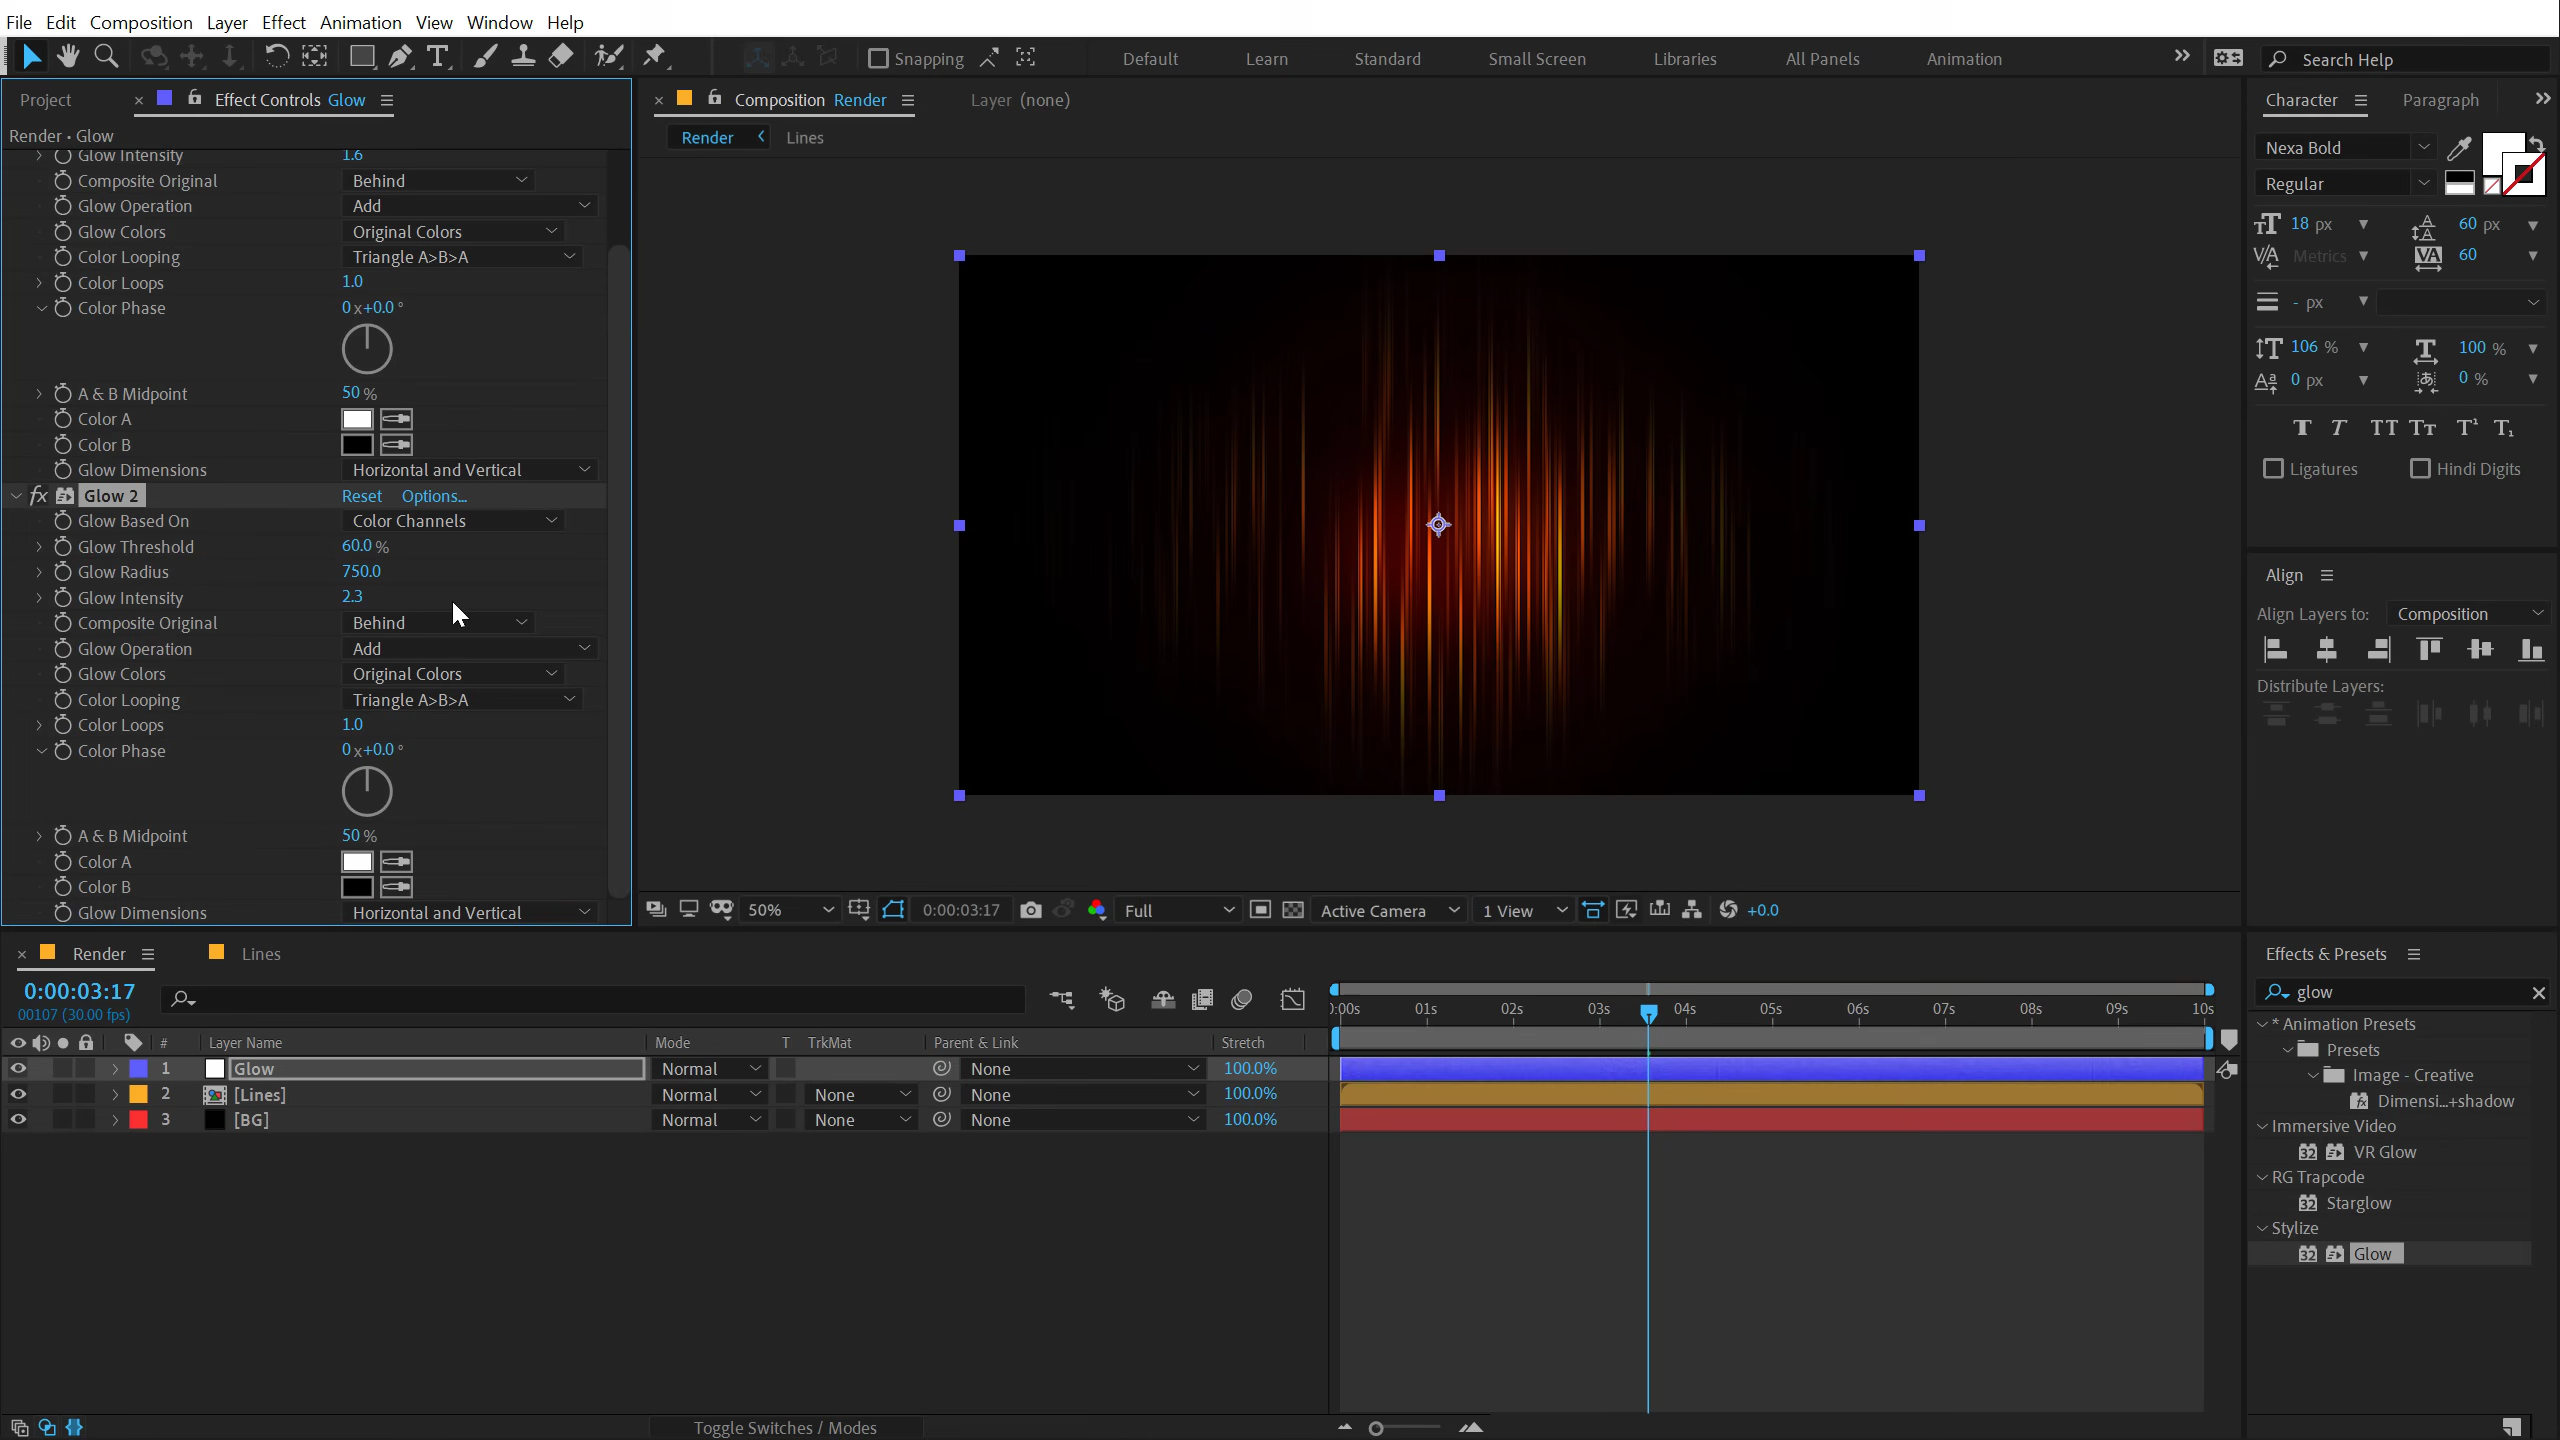 File Edit Composition Layer Effect Animation View Window Help
Snapping Default Learn Standard Small Screen Libraries All Panels Animation Search Help
Project Effect Controls Glow
Render • Glow
Glow Intensity 1.6
Composite Original Behind
Glow Operation Add
Glow Colors Original Colors
Color Looping Triangle A>B>A
Color Loops 1.0
Color Phase 0x+0.0°
A & B Midpoint 50%
Color A
Color B
Glow Dimensions Horizontal and Vertical
fx Glow 2 Reset Options...
Glow Based On Color Channels
Glow Threshold 60.0%
Glow Radius 750.0
Glow Intensity 2.3
Composite Original Behind
Glow Operation Add
Glow Colors Original Colors
Color Looping Triangle A>B>A
Color Loops 1.0
Color Phase 0x+0.0°
A & B Midpoint 50%
Color A
Color B
Glow Dimensions Horizontal and Vertical
Composition Render Layer (none)
Render Lines
50% 0:00:03:17 Full Active Camera 1 View +0.0
Character Paragraph
Nexa Bold
Regular
18 px 60 px
Metrics 60
- px
106 % 100 %
0 px 0 %
Ligatures Hindi Digits
Align
Align Layers to: Composition
Distribute Layers:
Render Lines
0:00:03:17
00107 (30.00 fps)
# Layer Name Mode T TrkMat Parent & Link Stretch
1 Glow Normal None 100.0%
2 [Lines] Normal None None 100.0%
3 [BG] Normal None None 100.0%
):00s 01s 02s 03s 04s 05s 06s 07s 08s 09s 10s
Toggle Switches / Modes
Effects & Presets
glow
* Animation Presets
Presets
Image - Creative
Dimensi...+shadow
Immersive Video
32 VR Glow
RG Trapcode
32 Starglow
Stylize
32 Glow